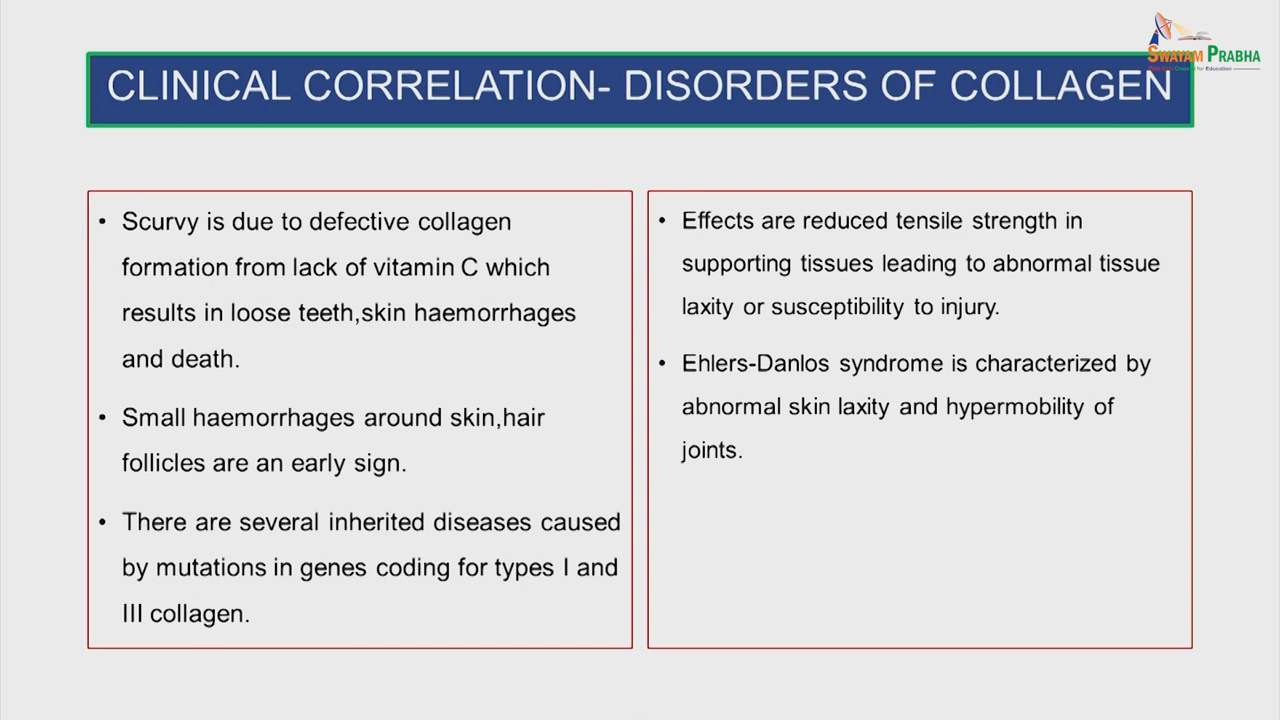 SWAYAM PRABHA
CLINICAL CORRELATION- DISORDERS OF COLLAGEN
• Scurvy is due to defective collagen
formation from lack of vitamin C which
results in loose teeth,skin haemorrhages
and death.
• Small haemorrhages around skin,hair
follicles are an early sign.
• There are several inherited diseases caused
by mutations in genes coding for types I and
III collagen.
• Effects are reduced tensile strength in
supporting tissues leading to abnormal tissue
laxity or susceptibility to injury.
• Ehlers-Danlos syndrome is characterized by
abnormal skin laxity and hypermobility of
joints.